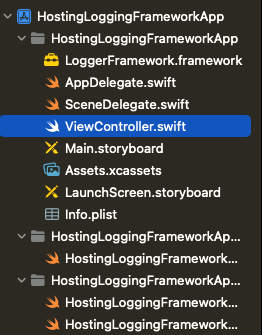 HostingLoggingFrameworkApp
HostingLoggingFrameworkApp
LoggerFramework.framework
AppDelegate.swift
SceneDelegate.swift
ViewController.swift
Main.storyboard
Assets.xcassets
LaunchScreen.storyboard
Info.plist
HostingLoggingFrameworkAp...
HostingLoggingFramework...
HostingLoggingFrameworkAp...
HostingLoggingFramework...
HostingLoggingFramework...